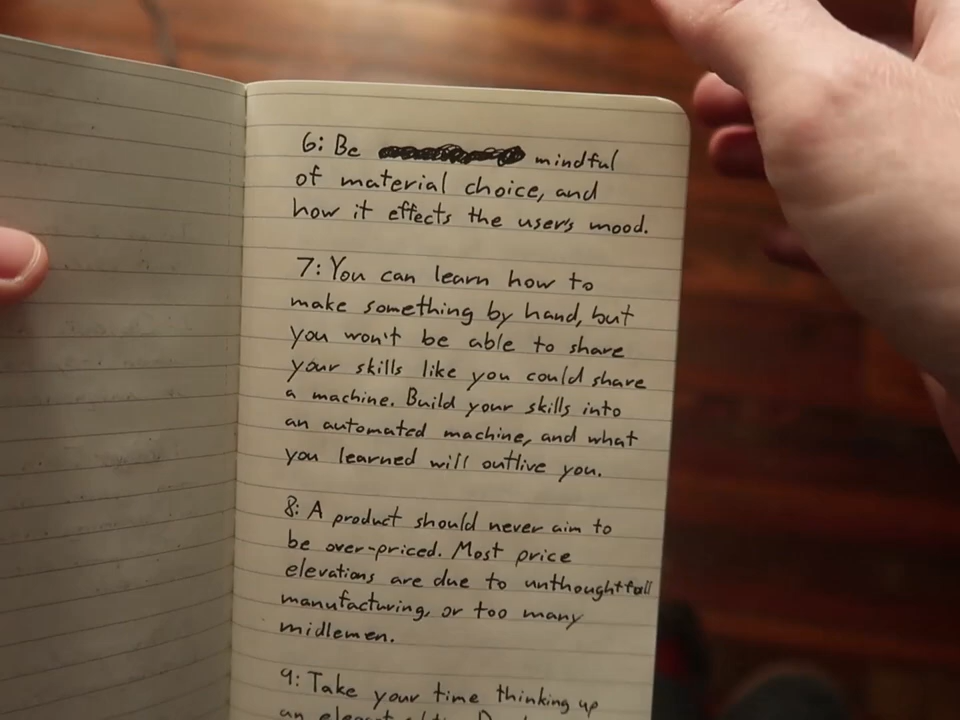 6: Be mindful
of material choice, and
how it effects the user's mood.
7: You can learn how to
make something by hand, but
you won't be able to share
your skills like you could share
a machine. Build your skills into
an automated machine, and what
you learned will outlive you.
8: A product should never aim to
be over-priced. Most price
elevations are due to unthoughtfull
manufacturing, or too many
midlemen.
9: Take your time thinking up
an